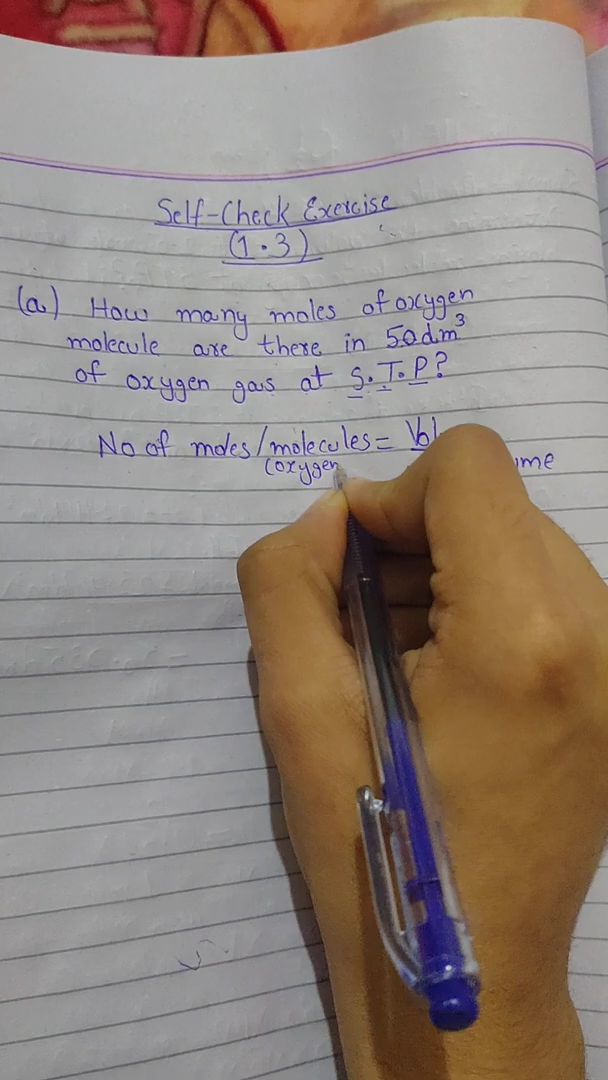 Self-Check Exercise
(1.3)
(a) How many moles of oxygen
molecule are there in 50dm³
of oxygen gas at S.T.P?
No of moles/molecules = Vol
(oxygen